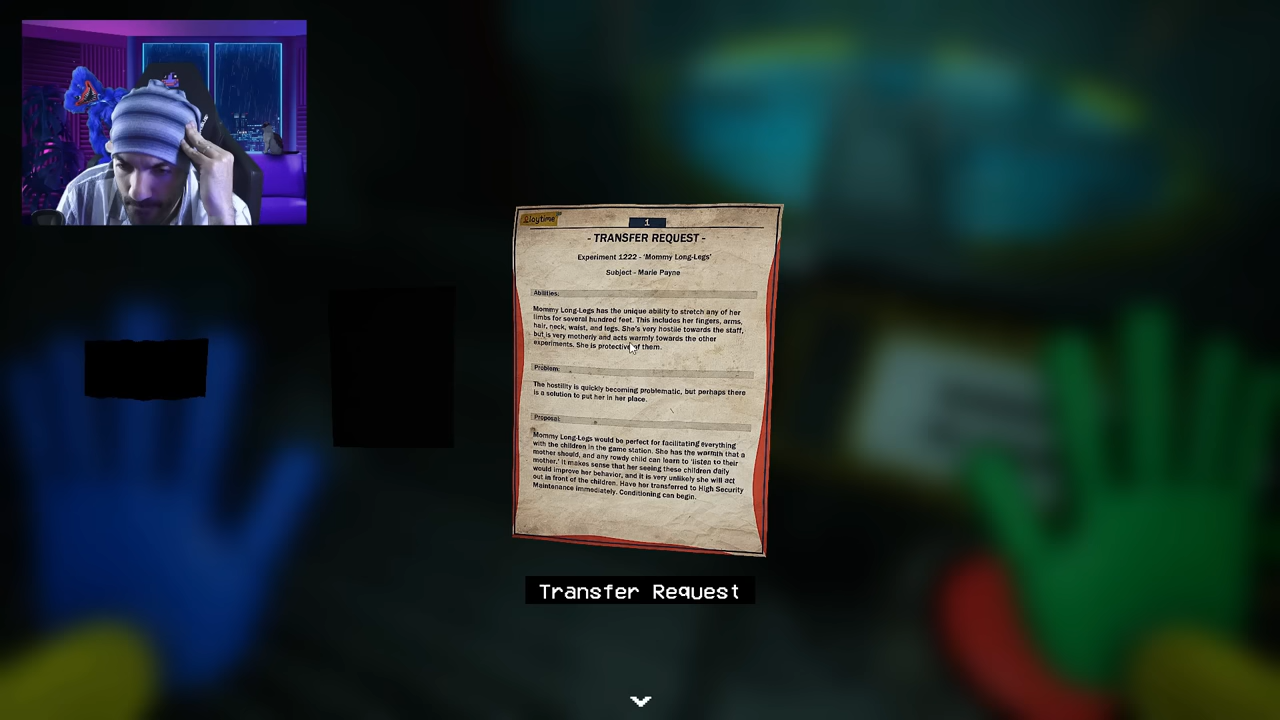 Playtime
1
- TRANSFER REQUEST -
Experiment 1222 - 'Mommy Long-Legs'
Subject - Marie Payne
Abilities:
Mommy Long-Legs has the unique ability to stretch any of her
limbs for several hundred feet. This includes her fingers, arms,
hair, neck, waist, and legs. She's very hostile towards the staff,
but is very motherly and acts warmly towards the other
experiments. She is protective of them.
Problem:
The hostility is quickly becoming problematic, but perhaps there
is a solution to put her in her place.
Proposal:
Mommy Long-Legs would be perfect for facilitating everything
with the children in the game station. She has the warmth that a
mother should, and any rowdy child can learn to 'listen to their
mother.' It makes sense that her seeing these children daily
would improve her behavior, and it is very unlikely she will act
out in front of the children. Have her transferred to High Security
Maintenance immediately. Conditioning can begin.
Transfer Request